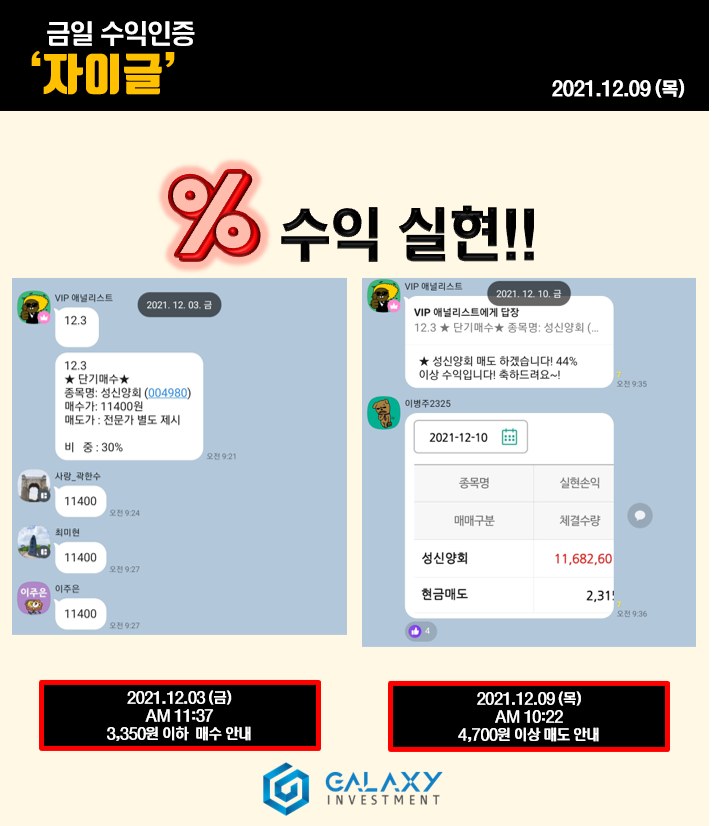 금일 수익인증
‘자이글’
2021.12.09 (목)
% 수익 실현!!
VIP 애널리스트
2021. 12. 03. 금
12.3
12.3
★ 단기매수★
종목명: 성신양회 (004980)
매수가: 11400원
매도가 : 전문가 별도 제시
비 중 : 30%
오전 9:21
사랑_곽한수
11400
오전 9:24
최미현
11400
오전 9:27
이주은
이주은
11400
오전 9:27
VIP 애널리스트
2021. 12. 10. 금
VIP 애널리스트에게 답장
12.3 ★ 단기매수★ 종목명: 성신양회 (...
★ 성신양회 매도 하겠습니다! 44%
이상 수익입니다! 축하드려요~!
오전 9:35
이병주2325
2021-12-10
종목명 실현손익
매매구분 체결수량
성신양회 11,682,60
현금매도 2,315
오전 9:36
4
2021.12.03 (금)
AM 11:37
3,350원 이하 매수 안내
2021.12.09 (목)
AM 10:22
4,700원 이상 매도 안내
GALAXY
INVESTMENT